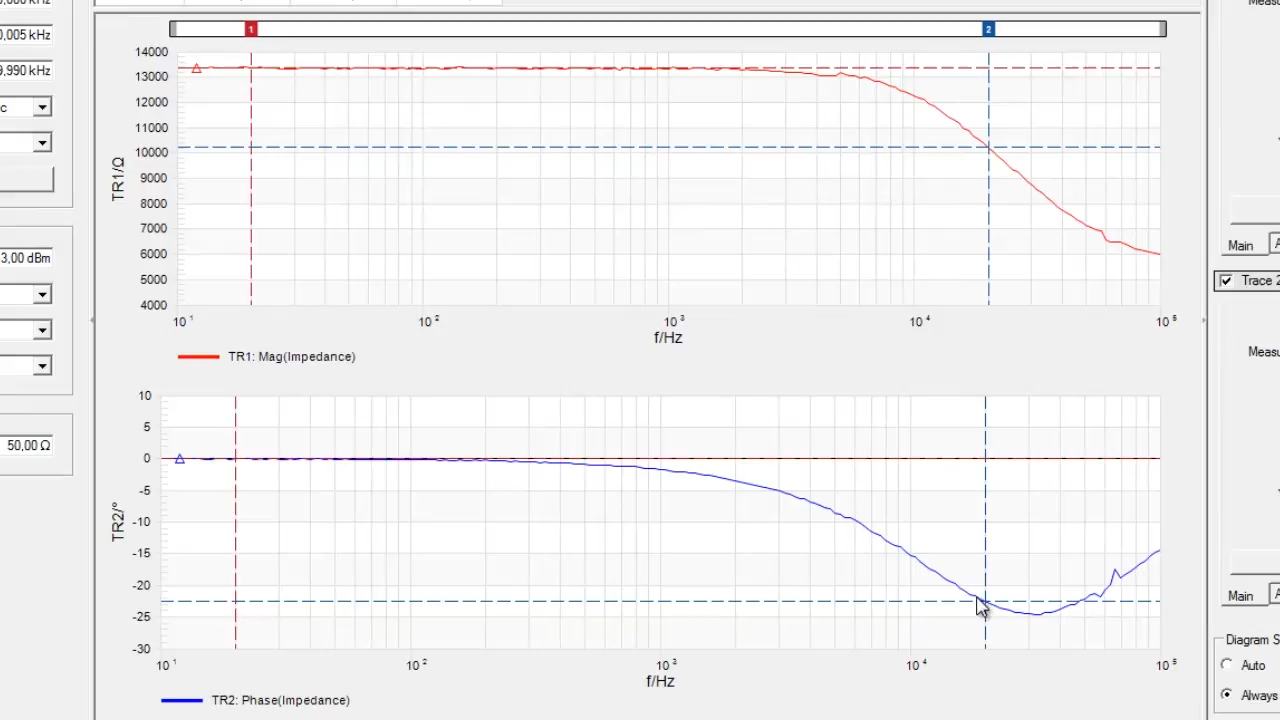 0,005 kHz
9,990 kHz
c
3,00 dBm
50,00 Ω
1
2
14000
13000
12000
11000
10000
9000
8000
7000
6000
5000
4000
TR1/Ω
10 1
10 2
10 3
10 4
10 5
f/Hz
TR1: Mag(Impedance)
10
5
0
-5
-10
-15
-20
-25
-30
TR2/°
10 1
10 2
10 3
10 4
10 5
f/Hz
TR2: Phase(Impedance)
Main
Trace 2
Measu
Main
Diagram S
Auto
Always